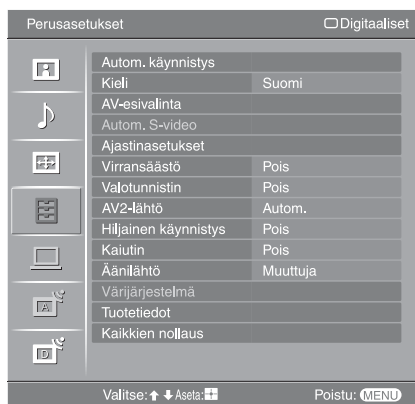 Perusasetukset Digitaaliset
Autom. käynnistys
Kieli Suomi
AV-esivalinta
Autom. S-video
Ajastinasetukset
Virransäästö Pois
Valotunnistin Pois
AV2-lähtö Autom.
Hiljainen käynnistys Pois
Kaiutin Pois
Äänilähtö Muuttuja
Värijärjestelmä
Tuotetiedot
Kaikkien nollaus
A
D
Valitse: Aseta: Poistu: MENU